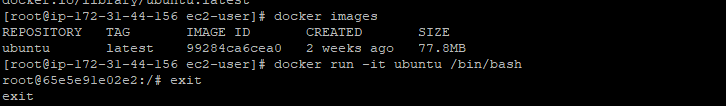 docker.io/library/ubuntu:latest
[root@ip-172-31-44-156 ec2-user]# docker images
REPOSITORY TAG IMAGE ID CREATED SIZE
ubuntu latest 99284ca6cea0 2 weeks ago 77.8MB
[root@ip-172-31-44-156 ec2-user]# docker run -it ubuntu /bin/bash
root@65e5e91e02e2:/# exit
exit